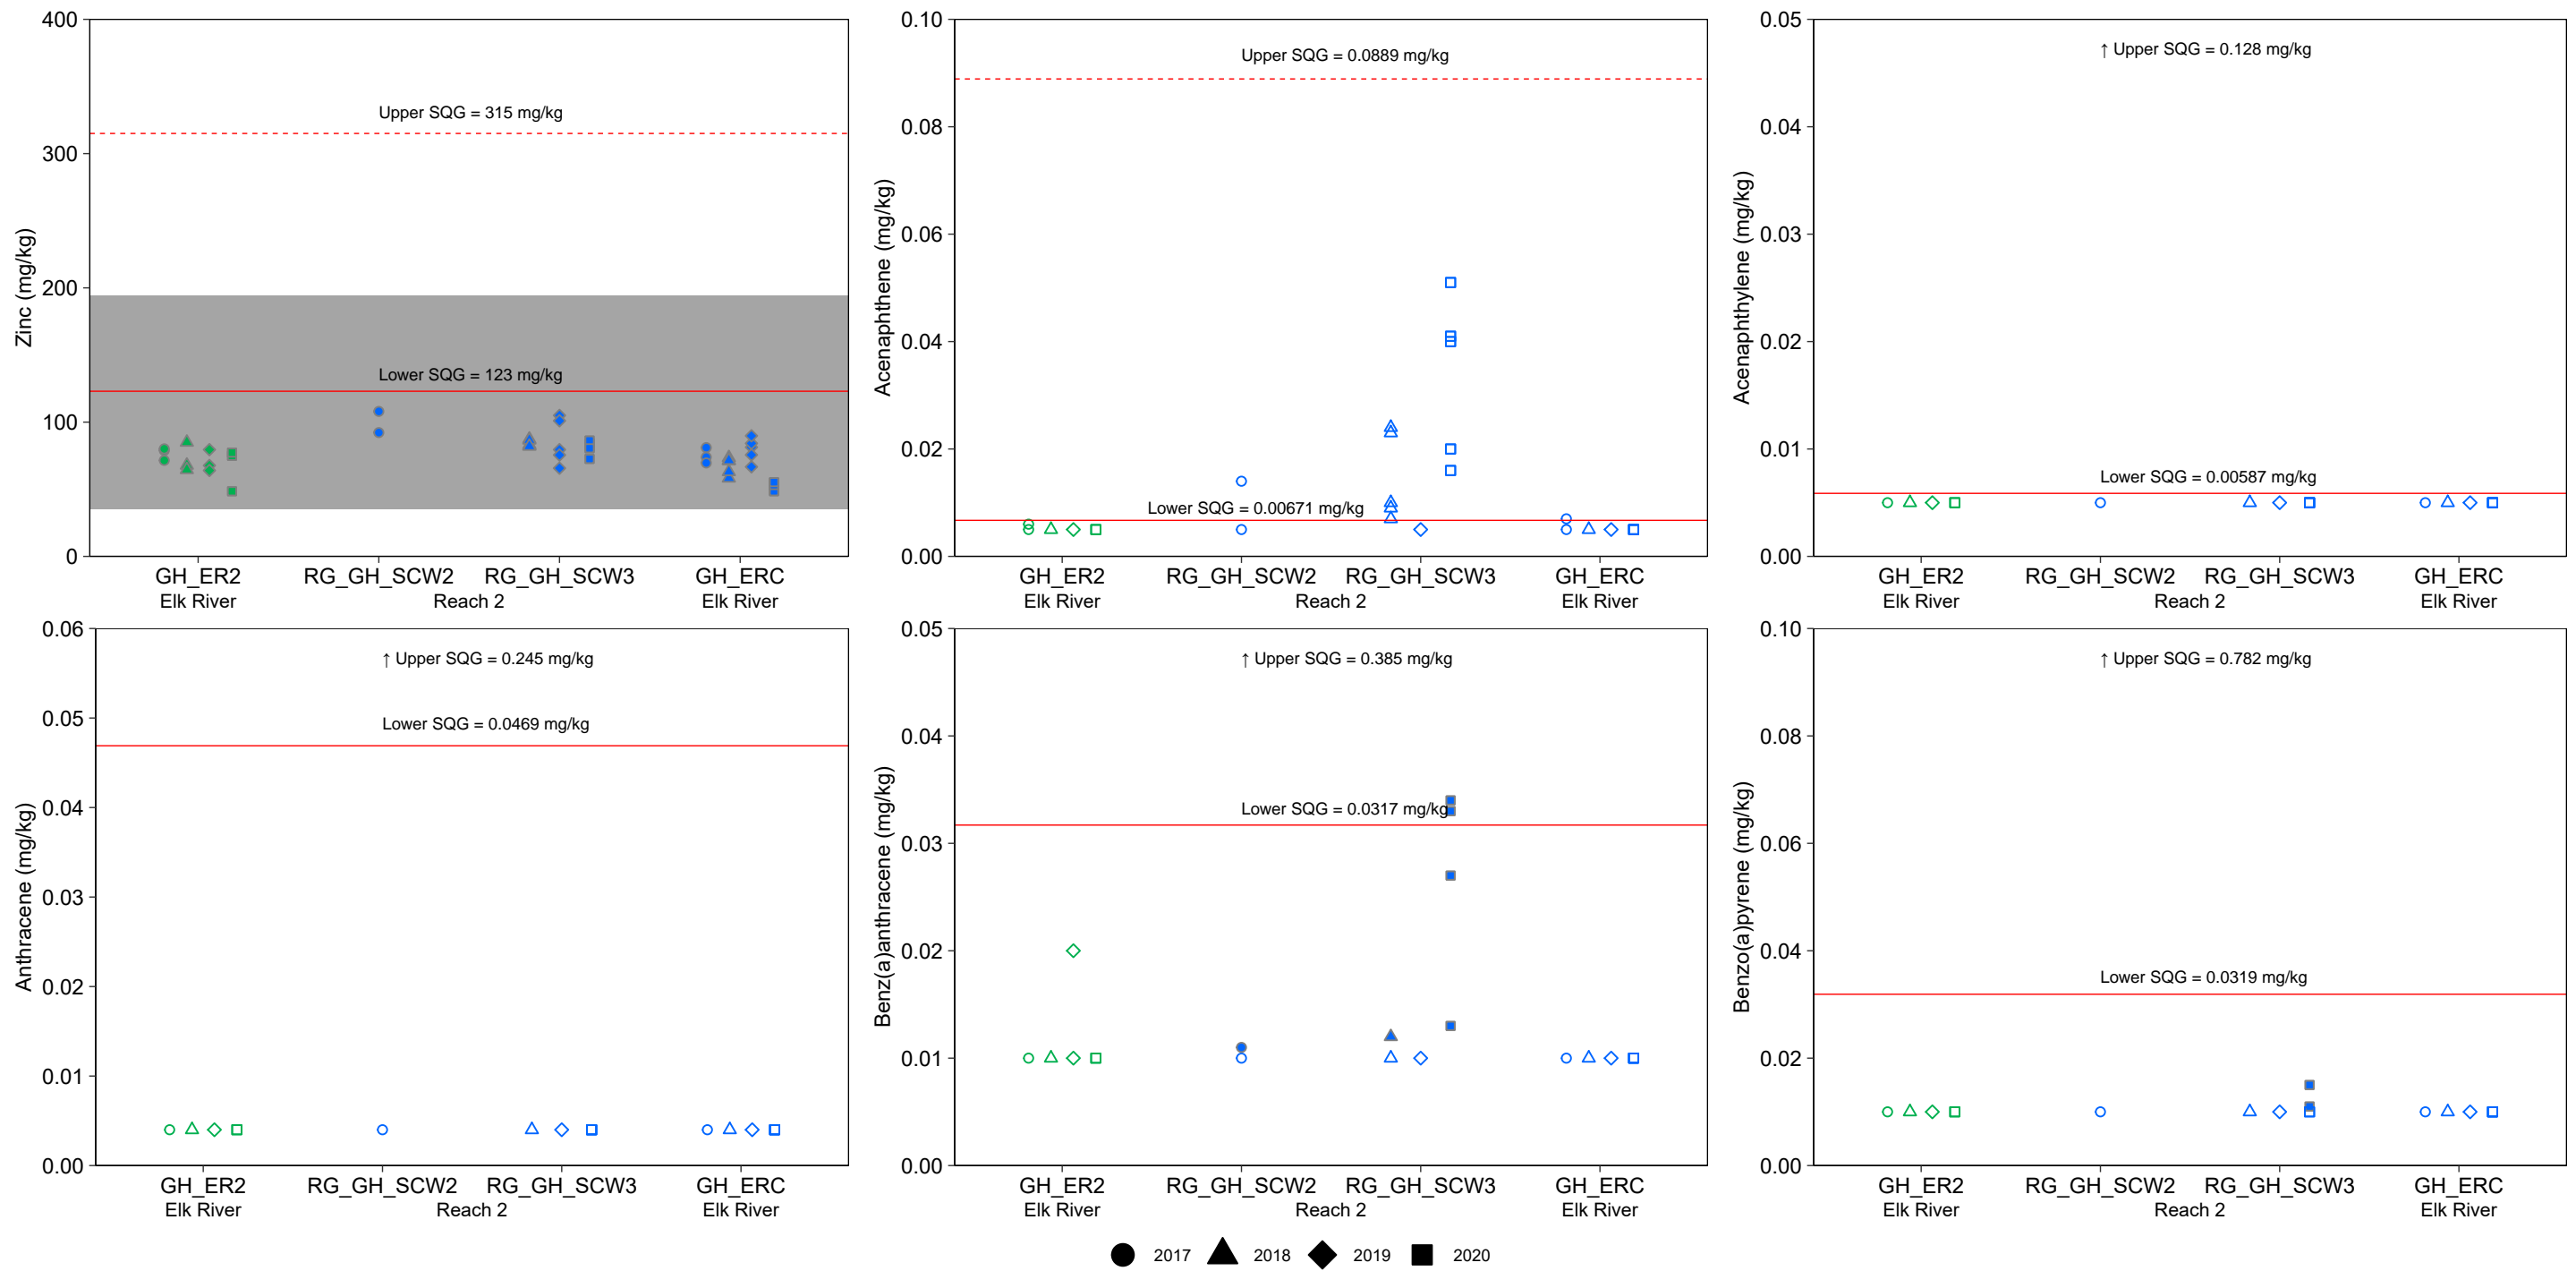 Zinc (mg/kg)
400
300
200
100
0
Upper SQG = 315 mg/kg
Lower SQG = 123 mg/kg
GH_ER2 RG_GH_SCW2 RG_GH_SCW3 GH_ERC
Elk River Reach 2 Elk River
Acenaphthene (mg/kg)
0.10
0.08
0.06
0.04
0.02
0.00
Upper SQG = 0.0889 mg/kg
Lower SQG = 0.00671 mg/kg
GH_ER2 RG_GH_SCW2 RG_GH_SCW3 GH_ERC
Elk River Reach 2 Elk River
Acenaphthylene (mg/kg)
0.05
0.04
0.03
0.02
0.01
0.00
↑ Upper SQG = 0.128 mg/kg
Lower SQG = 0.00587 mg/kg
GH_ER2 RG_GH_SCW2 RG_GH_SCW3 GH_ERC
Elk River Reach 2 Elk River
Anthracene (mg/kg)
0.06
0.05
0.04
0.03
0.02
0.01
0.00
↑ Upper SQG = 0.245 mg/kg
Lower SQG = 0.0469 mg/kg
GH_ER2 RG_GH_SCW2 RG_GH_SCW3 GH_ERC
Elk River Reach 2 Elk River
Benz(a)anthracene (mg/kg)
0.05
0.04
0.03
0.02
0.01
0.00
↑ Upper SQG = 0.385 mg/kg
Lower SQG = 0.0317 mg/kg
GH_ER2 RG_GH_SCW2 RG_GH_SCW3 GH_ERC
Elk River Reach 2 Elk River
Benzo(a)pyrene (mg/kg)
0.10
0.08
0.06
0.04
0.02
0.00
↑ Upper SQG = 0.782 mg/kg
Lower SQG = 0.0319 mg/kg
GH_ER2 RG_GH_SCW2 RG_GH_SCW3 GH_ERC
Elk River Reach 2 Elk River
2017 2018 2019 2020